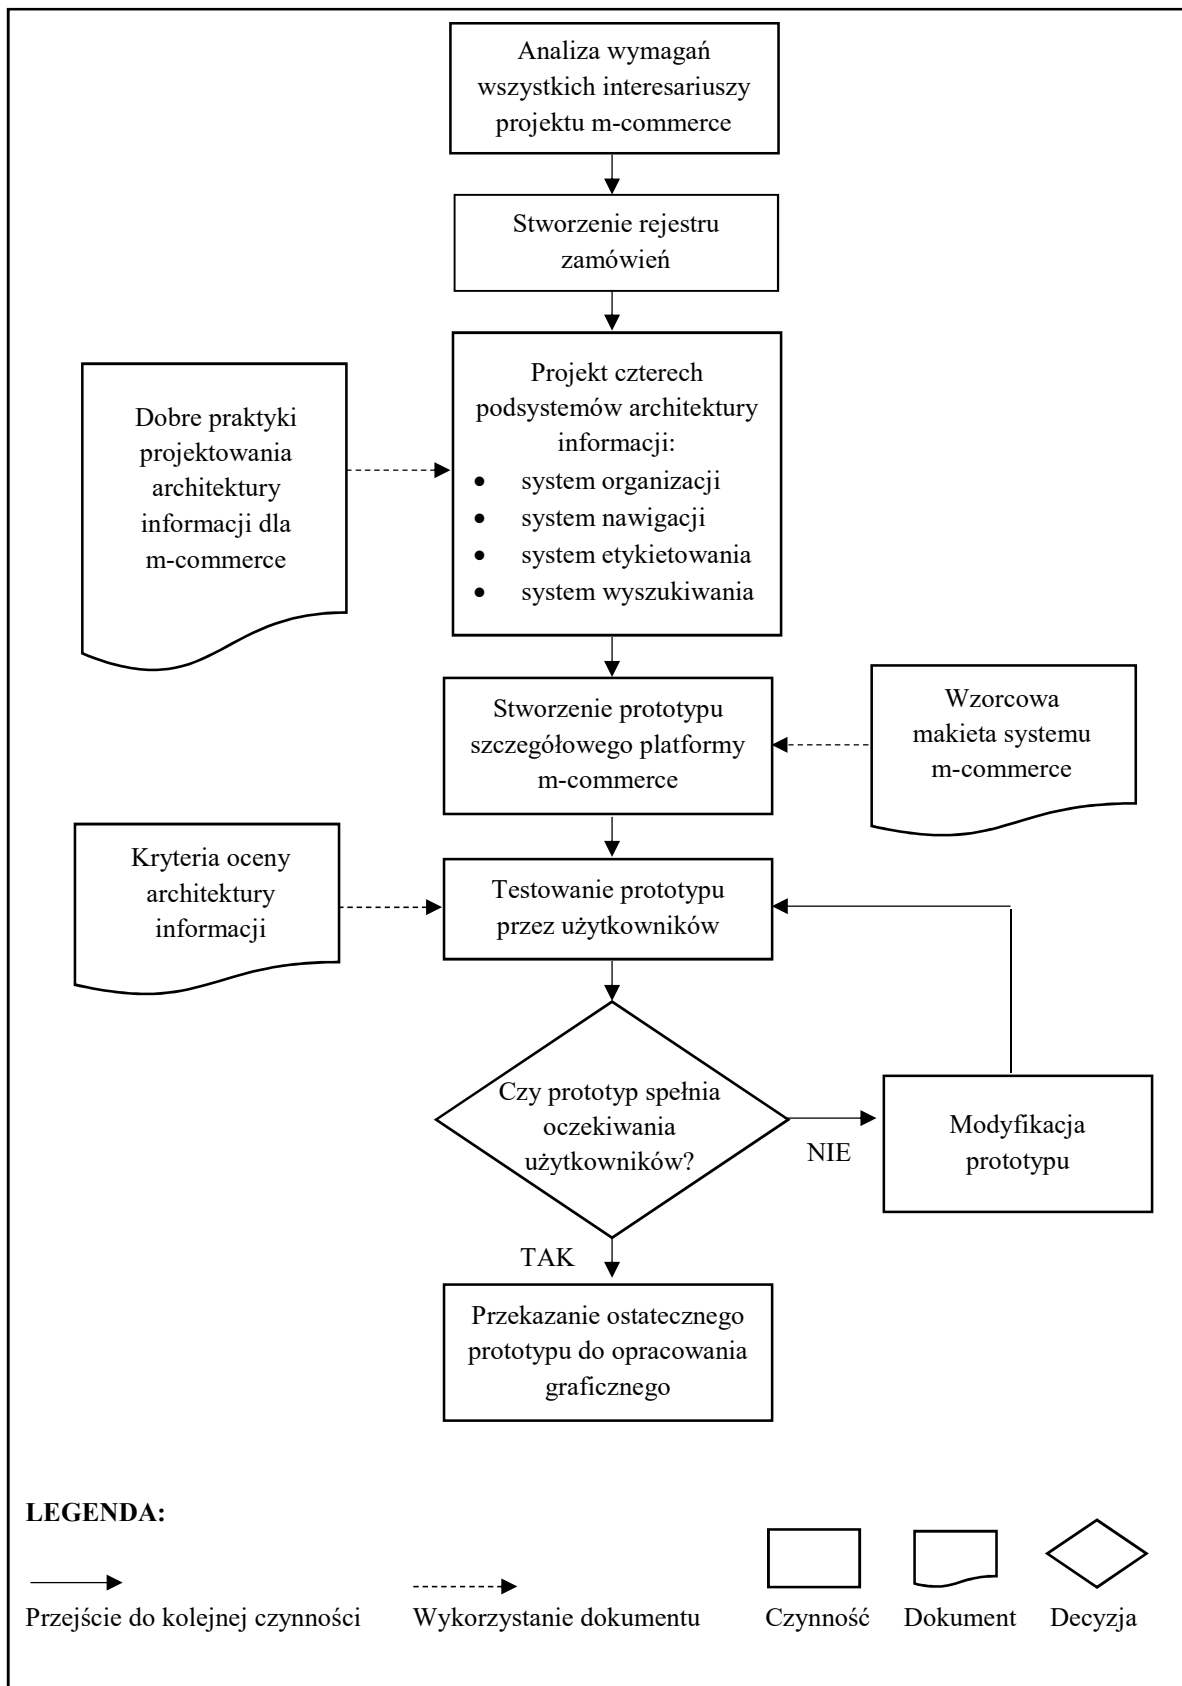 Analiza wymagań
wszystkich interesariuszy
projektu m-commerce
Stworzenie rejestru
zamówień
Dobre praktyki
projektowania
architektury
informacji dla
m-commerce
Projekt czterech
podsystemów architektury
informacji:
• system organizacji
• system nawigacji
• system etykietowania
• system wyszukiwania
Stworzenie prototypu
szczegółowego platformy
m-commerce
Wzorcowa
makieta systemu
m-commerce
Kryteria oceny
architektury
informacji
Testowanie prototypu
przez użytkowników
Czy prototyp spełnia
oczekiwania
użytkowników?
NIE
Modyfikacja
prototypu
TAK
Przekazanie ostatecznego
prototypu do opracowania
graficznego
LEGENDA:
Przejście do kolejnej czynności
Wykorzystanie dokumentu
Czynność
Dokument
Decyzja